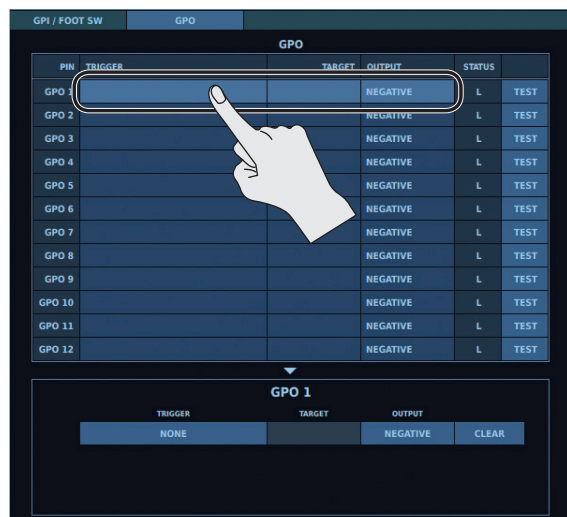 GPI / FOOT SW GPO
GPO
PIN TRIGGER TARGET OUTPUT STATUS
GPO 1 NEGATIVE L TEST
GPO 2 NEGATIVE L TEST
GPO 3 NEGATIVE L TEST
GPO 4 NEGATIVE L TEST
GPO 5 NEGATIVE L TEST
GPO 6 NEGATIVE L TEST
GPO 7 NEGATIVE L TEST
GPO 8 NEGATIVE L TEST
GPO 9 NEGATIVE L TEST
GPO 10 NEGATIVE L TEST
GPO 11 NEGATIVE L TEST
GPO 12 NEGATIVE L TEST
GPO 1
TRIGGER TARGET OUTPUT
NONE NEGATIVE CLEAR